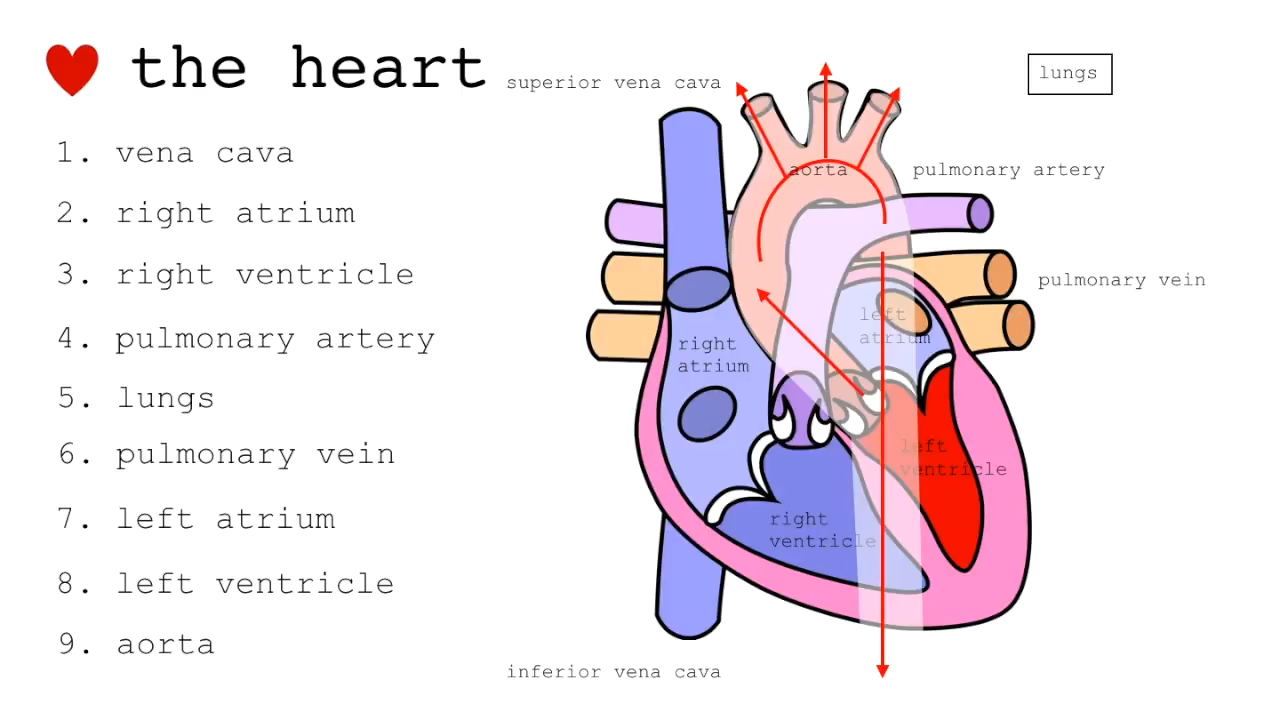 the heart
1. vena cava
2. right atrium
3. right ventricle
4. pulmonary artery
5. lungs
6. pulmonary vein
7. left atrium
8. left ventricle
9. aorta
superior vena cava
lungs
aorta
pulmonary artery
pulmonary vein
left
atrium
right
atrium
left
ventricle
right
ventricle
inferior vena cava